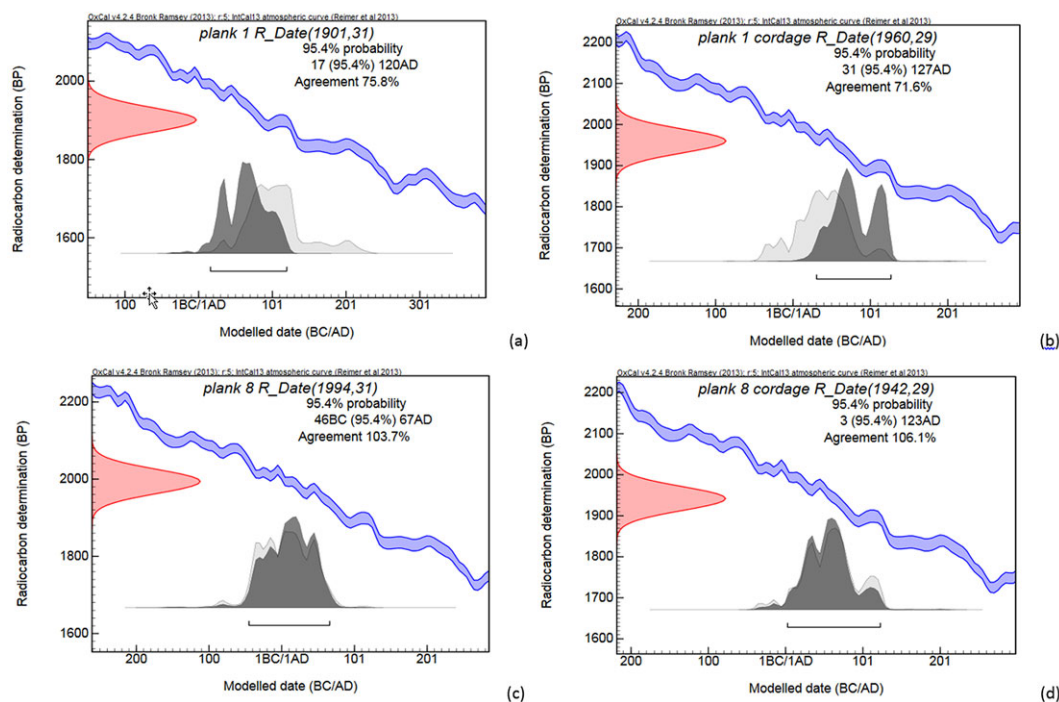 OxCal v4.2.4 Bronk Ramsey (2013); r:5; IntCal13 atmospheric curve (Reimer et al 2013)
plank 1 R_Date(1901,31)
95.4% probability
17 (95.4%) 120AD
Agreement 75.8%
Radiocarbon determination (BP)
2000
1800
1600
100 1BC/1AD 101 201 301
Modelled date (BC/AD)
(a)
OxCal v4.2.4 Bronk Ramsey (2013); r:5; IntCal13 atmospheric curve (Reimer et al 2013)
plank 1 cordage R_Date(1960,29)
95.4% probability
31 (95.4%) 127AD
Agreement 71.6%
Radiocarbon determination (BP)
2200
2100
2000
1900
1800
1700
1600
200 100 1BC/1AD 101 201
Modelled date (BC/AD)
(b)
OxCal v4.2.4 Bronk Ramsey (2013); r:5; IntCal13 atmospheric curve (Reimer et al 2013)
plank 8 R_Date(1994,31)
95.4% probability
46BC (95.4%) 67AD
Agreement 103.7%
Radiocarbon determination (BP)
2200
2000
1800
1600
200 100 1BC/1AD 101 201
Modelled date (BC/AD)
(c)
OxCal v4.2.4 Bronk Ramsey (2013); r:5; IntCal13 atmospheric curve (Reimer et al 2013)
plank 8 cordage R_Date(1942,29)
95.4% probability
3 (95.4%) 123AD
Agreement 106.1%
Radiocarbon determination (BP)
2200
2100
2000
1900
1800
1700
1600
200 100 1BC/1AD 101 201
Modelled date (BC/AD)
(d)